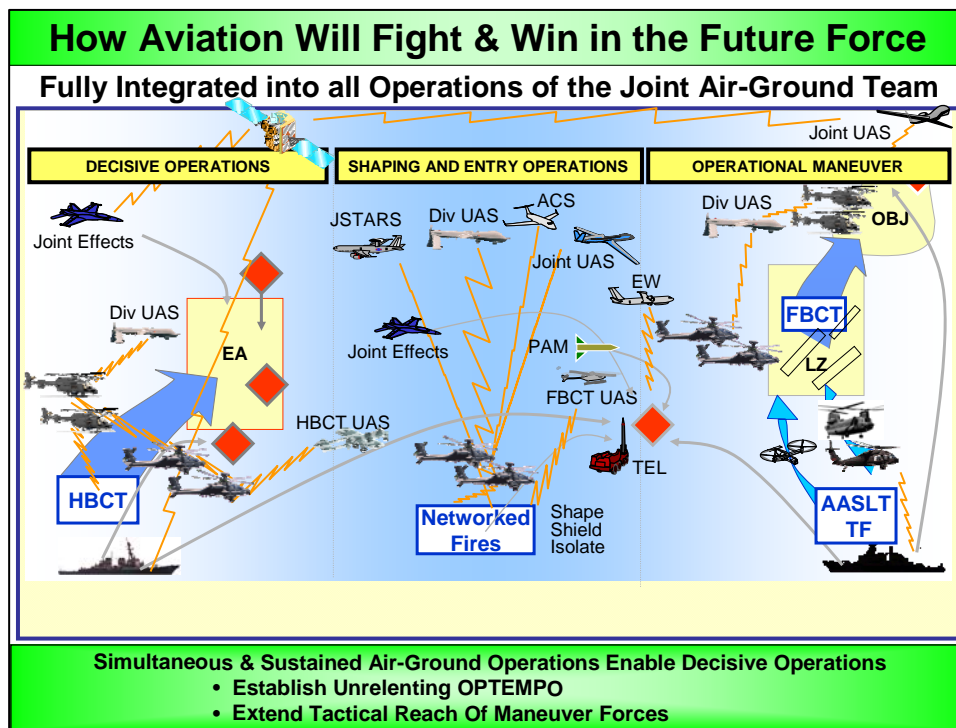 How Aviation Will Fight & Win in the Future Force
Fully Integrated into all Operations of the Joint Air-Ground Team
Joint UAS
DECISIVE OPERATIONS
SHAPING AND ENTRY OPERATIONS
OPERATIONAL MANEUVER
Joint Effects
JSTARS
Div UAS
ACS
Joint UAS
EW
Div UAS
OBJ
Div UAS
EA
Joint Effects
PAM
FBCT UAS
FBCT
LZ
HBCT UAS
TEL
HBCT
Networked
Fires
Shape
Shield
Isolate
AASLT
TF
Simultaneous & Sustained Air-Ground Operations Enable Decisive Operations
• Establish Unrelenting OPTEMPO
• Extend Tactical Reach Of Maneuver Forces